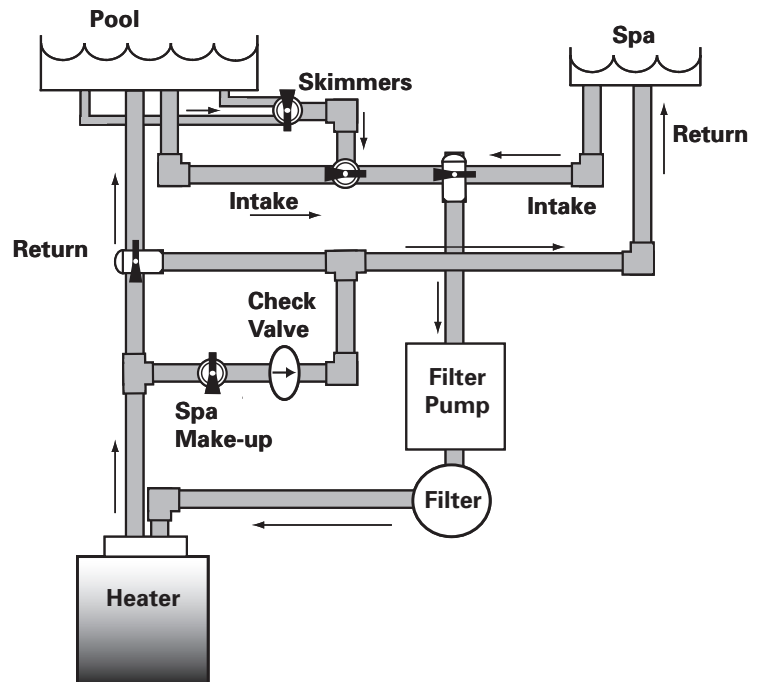 Pool
Spa
Skimmers
Return
Intake
Intake
Return
Check
Valve
Filter
Pump
Spa
Make-up
Filter
Heater